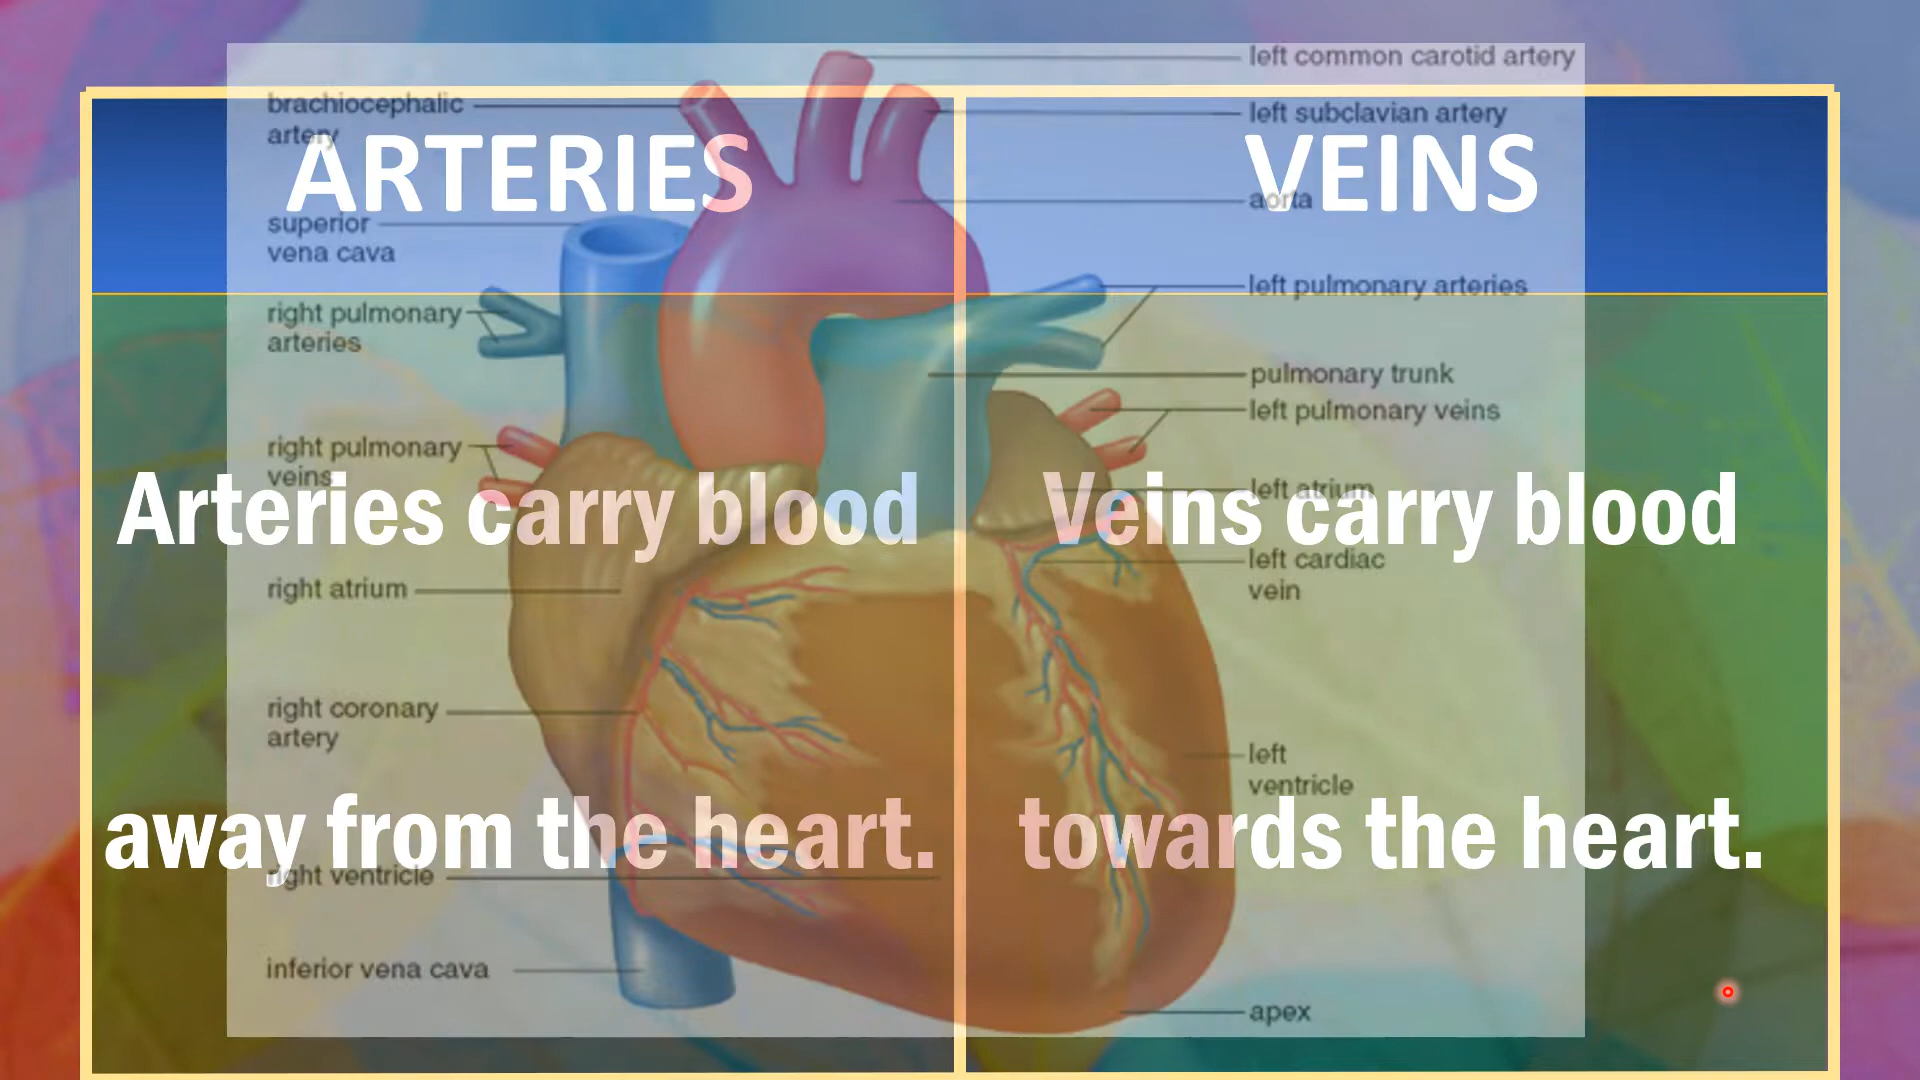 ARTERIES
VEINS
Arteries carry blood
away from the heart.
Veins carry blood
towards the heart.
brachiocephalic
artery
superior
vena cava
right pulmonary
arteries
right pulmonary
veins
right atrium
right coronary
artery
right ventricle
inferior vena cava
left common carotid artery
left subclavian artery
aorta
left pulmonary arteries
pulmonary trunk
left pulmonary veins
left atrium
left cardiac
vein
left
ventricle
apex